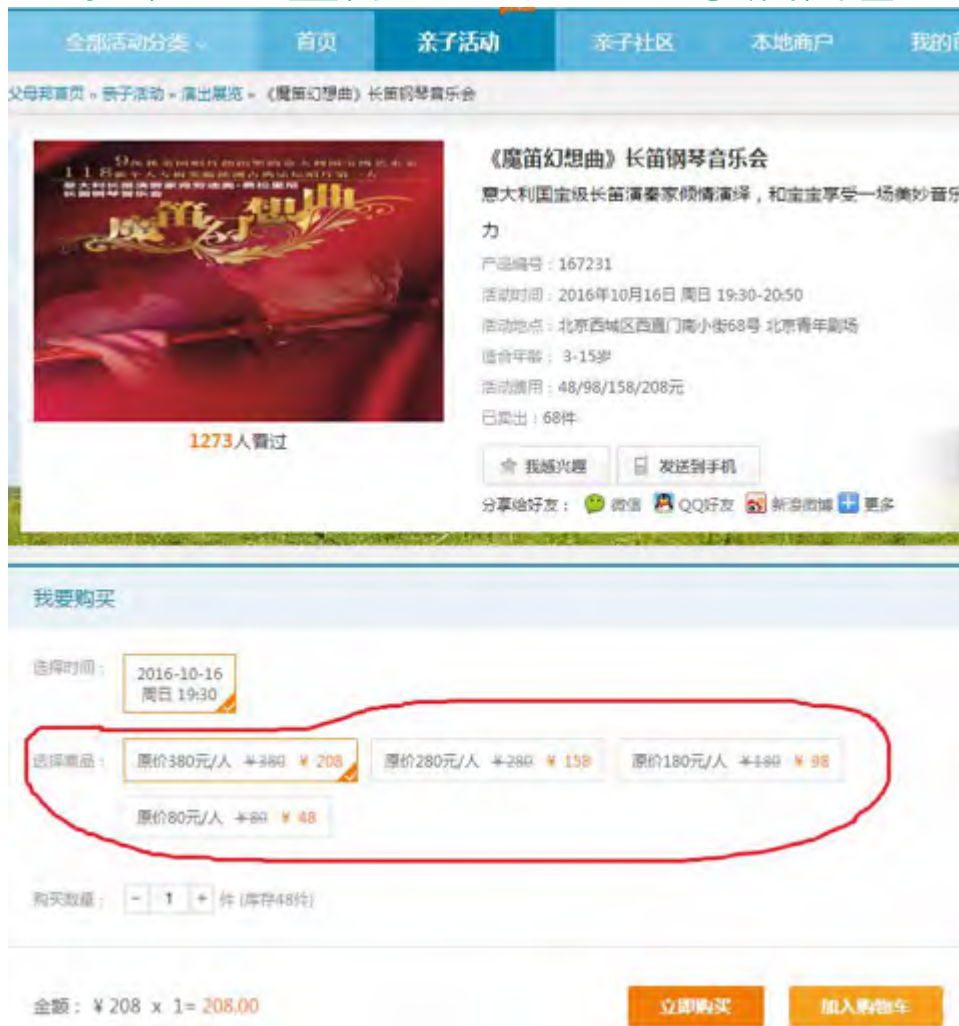 全部活动分类 首页 亲子活动 亲子社区 本地商户 我的
父母邦首页 » 亲子活动 » 演出展览 » 《魔笛幻想曲》长笛钢琴音乐会
长笛钢琴音乐会
魔笛幻想曲
1273人看过
《魔笛幻想曲》长笛钢琴音乐会
意大利国宝级长笛演奏家倾情演绎，和宝宝享受一场美妙音乐
力
产品编号：167231
活动时间：2016年10月16日 周日 19:30-20:50
活动地点：北京西城区西直门南小街68号 北京青年剧场
适合年龄：3-15岁
活动费用：48/98/158/208元
已卖出：68件
我感兴趣 发送到手机
分享给好友： 微信 QQ好友 新浪微博 更多
我要购买
选择时间： 2016-10-16
周日 19:30
选择商品： 原价380元/人 ¥380 ¥ 208 原价280元/人 ¥280 ¥ 158 原价180元/人 ¥180 ¥ 98
原价80元/人 ¥80 ¥ 48
购买数量： - 1 + 件 (库存48件)
金额：¥ 208 x 1= 208.00 立即购买 加入购物车